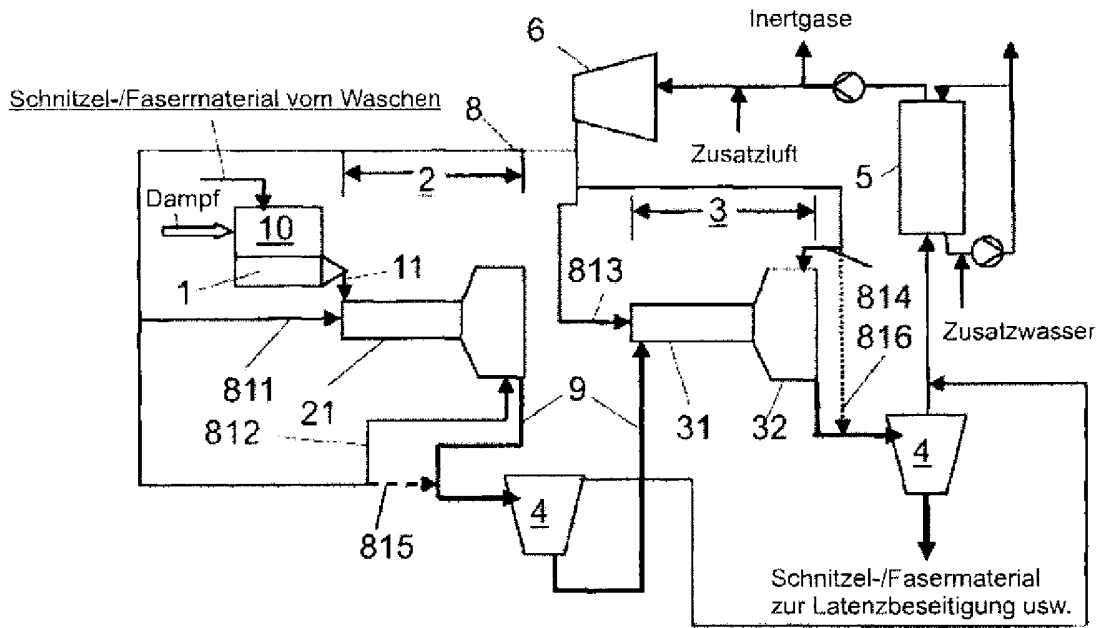 Inertgase
6
Schnitzel-/Fasermaterial vom Waschen
8
2
Zusatzluft
5
Dampf
10
3
1
11
813
814
Zusatzwasser
811
816
21
9
31
32
812
4
815
4
Schnitzel-/Fasermaterial
zur Latenzbeseitigung usw.